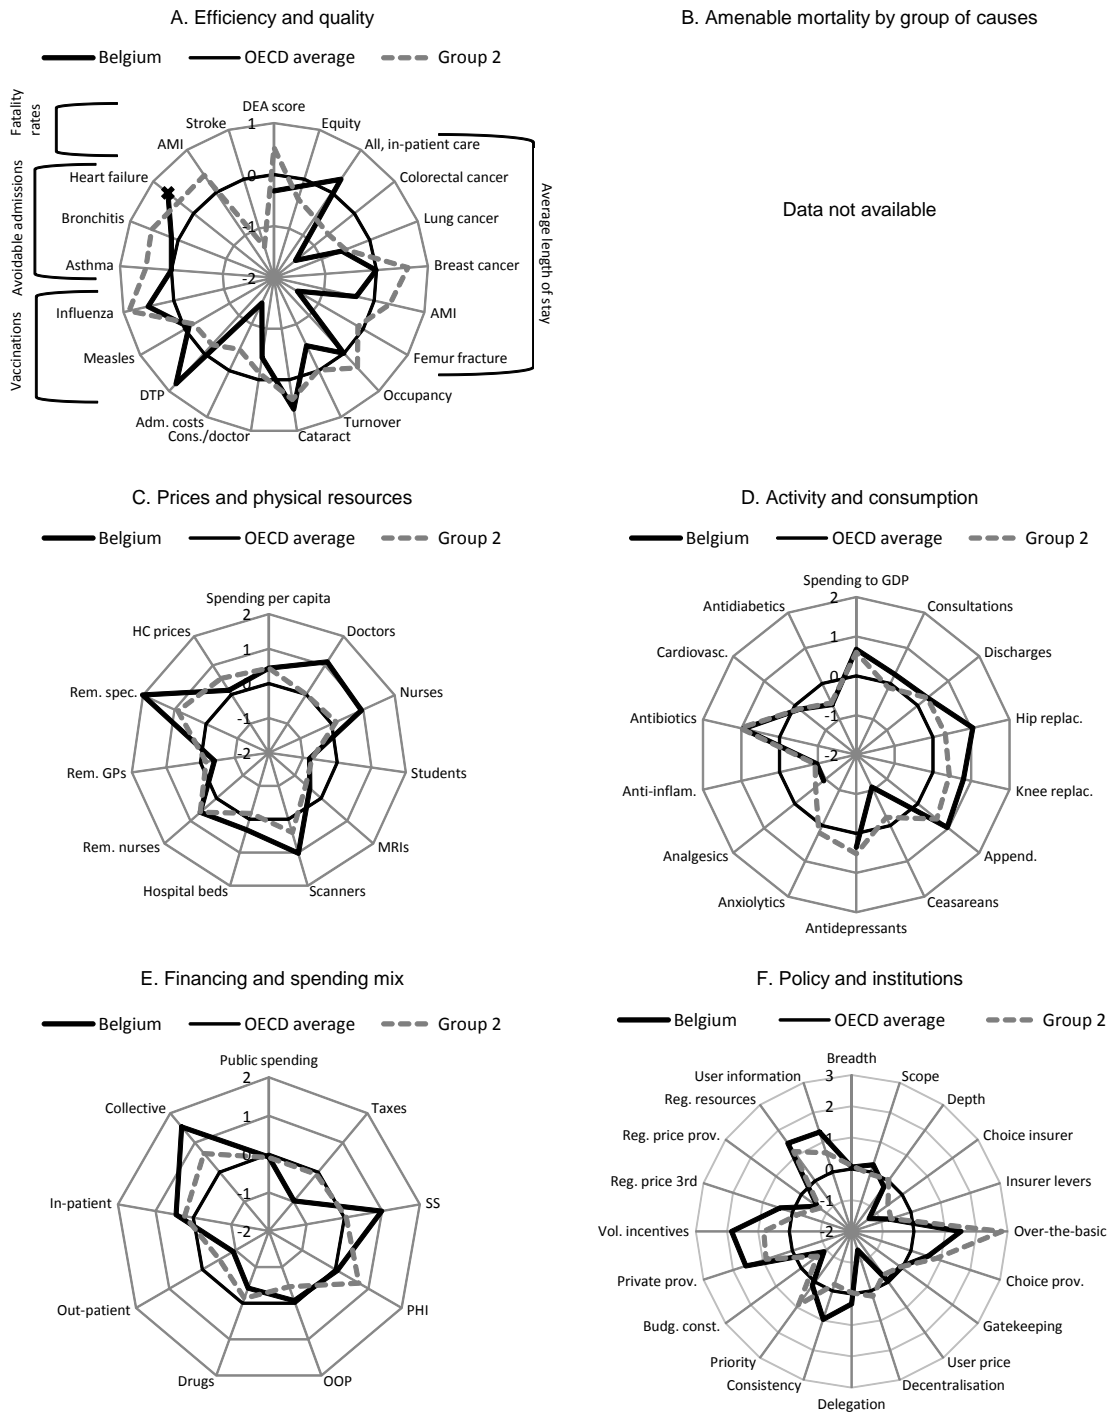 A. Efficiency and quality
Belgium OECD average Group 2
Fatality rates
Avoidable admissions
Vaccinations
Average length of stay
DEA score
Equity
All, in-patient care
Colorectal cancer
Lung cancer
Breast cancer
AMI
Femur fracture
Occupancy
Turnover
Cataract
Cons./doctor
Adm. costs
DTP
Measles
Influenza
Asthma
Bronchitis
Heart failure
AMI
Stroke
1
0
-1
-2
B. Amenable mortality by group of causes
Data not available
C. Prices and physical resources
Belgium OECD average Group 2
Spending per capita
Doctors
Nurses
Students
MRIs
Scanners
Hospital beds
Rem. nurses
Rem. GPs
Rem. spec.
HC prices
2
1
0
-1
-2
D. Activity and consumption
Belgium OECD average Group 2
Spending to GDP
Consultations
Discharges
Hip replac.
Knee replac.
Append.
Ceasareans
Antidepressants
Anxiolytics
Analgesics
Anti-inflam.
Antibiotics
Cardiovasc.
Antidiabetics
2
1
0
-1
-2
E. Financing and spending mix
Belgium OECD average Group 2
Public spending
Taxes
SS
PHI
OOP
Drugs
Out-patient
In-patient
Collective
2
1
0
-1
-2
F. Policy and institutions
Belgium OECD average Group 2
Breadth
Scope
Depth
Choice insurer
Insurer levers
Over-the-basic
Choice prov.
Gatekeeping
User price
Decentralisation
Delegation
Consistency
Priority
Budg. const.
Private prov.
Vol. incentives
Reg. price 3rd
Reg. price prov.
Reg. resources
User information
3
2
1
0
-1
-2